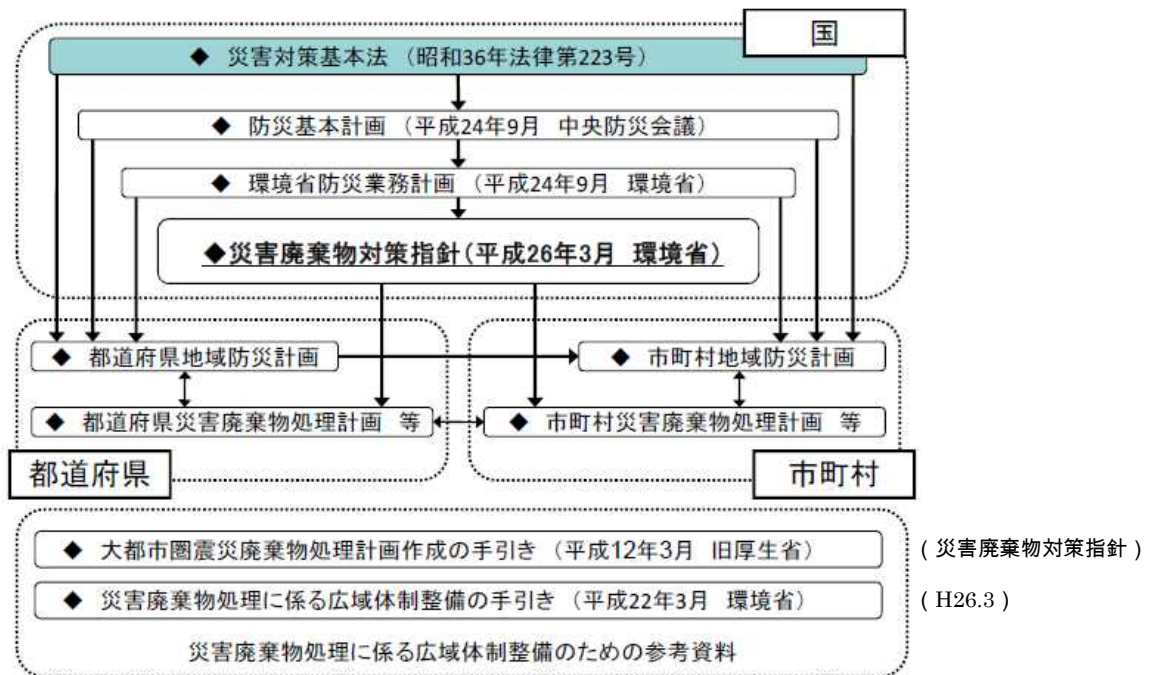 国
◆ 災害対策基本法 (昭和36年法律第223号)
◆ 防災基本計画 (平成24年9月 中央防災会議)
◆ 環境省防災業務計画 (平成24年9月 環境省)
◆災害廃棄物対策指針(平成26年3月 環境省)
◆ 都道府県地域防災計画
◆ 市町村地域防災計画
◆ 都道府県災害廃棄物処理計画 等
◆ 市町村災害廃棄物処理計画 等
都道府県
市町村
◆ 大都市圏震災廃棄物処理計画作成の手引き (平成12年3月 旧厚生省)
(災害廃棄物対策指針)
◆ 災害廃棄物処理に係る広域体制整備の手引き (平成22年3月 環境省)
(H26.3)
災害廃棄物処理に係る広域体制整備のための参考資料